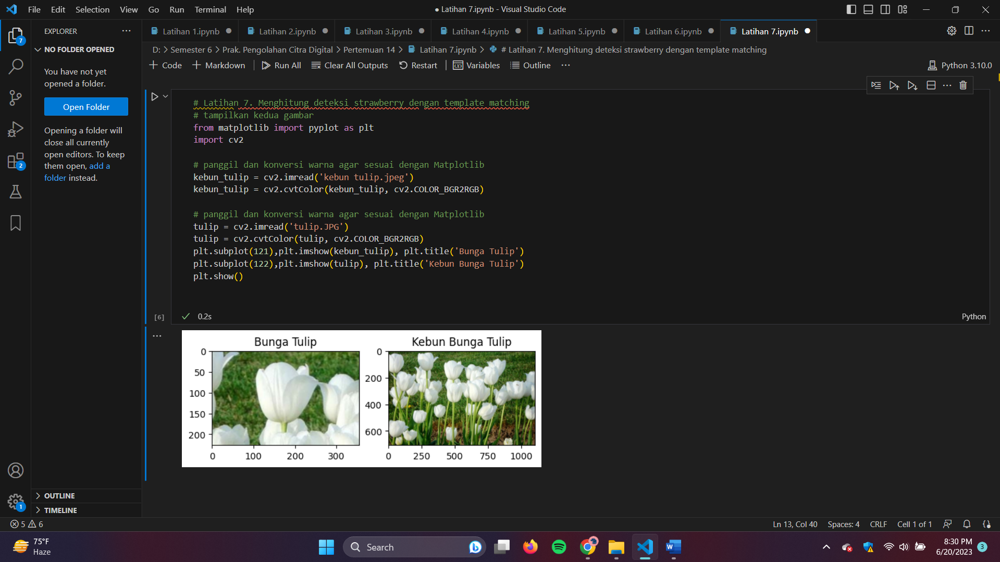 File Edit Selection View Go Run Terminal Help
● Latihan 7.ipynb - Visual Studio Code
EXPLORER ···
NO FOLDER OPENED
You have not yet
opened a folder.
Open Folder
Opening a folder will
close all currently
open editors. To keep
them open, add a
folder instead.
OUTLINE
TIMELINE
7
2
1
Latihan 1.ipynb Latihan 2.ipynb Latihan 3.ipynb Latihan 4.ipynb Latihan 5.ipynb Latihan 6.ipynb Latihan 7.ipynb
D: > Semester 6 > Prak. Pengolahan Citra Digital > Pertemuan 14 > Latihan 7.ipynb > # Latihan 7. Menghitung deteksi strawberry dengan template matching
+ Code + Markdown | Run All Clear All Outputs Restart | Variables Outline ···
Python 3.10.0
# Latihan 7. Menghitung deteksi strawberry dengan template matching
# tampilkan kedua gambar
from matplotlib import pyplot as plt
import cv2
# panggil dan konversi warna agar sesuai dengan Matplotlib
kebun_tulip = cv2.imread('kebun tulip.jpeg')
kebun_tulip = cv2.cvtColor(kebun_tulip, cv2.COLOR_BGR2RGB)
# panggil dan konversi warna agar sesuai dengan Matplotlib
tulip = cv2.imread('tulip.JPG')
tulip = cv2.cvtColor(tulip, cv2.COLOR_BGR2RGB)
plt.subplot(121),plt.imshow(kebun_tulip), plt.title('Bunga Tulip')
plt.subplot(122),plt.imshow(tulip), plt.title('Kebun Bunga Tulip')
plt.show()
[6] ✓ 0.2s
Python
Bunga Tulip
0
50
100
150
200
0 100 200 300
Kebun Bunga Tulip
0
200
400
600
0 250 500 750 1000
5 6
Ln 13, Col 40 Spaces: 4 CRLF Cell 1 of 1
75°F
Haze
Search
8:30 PM
6/20/2023
3